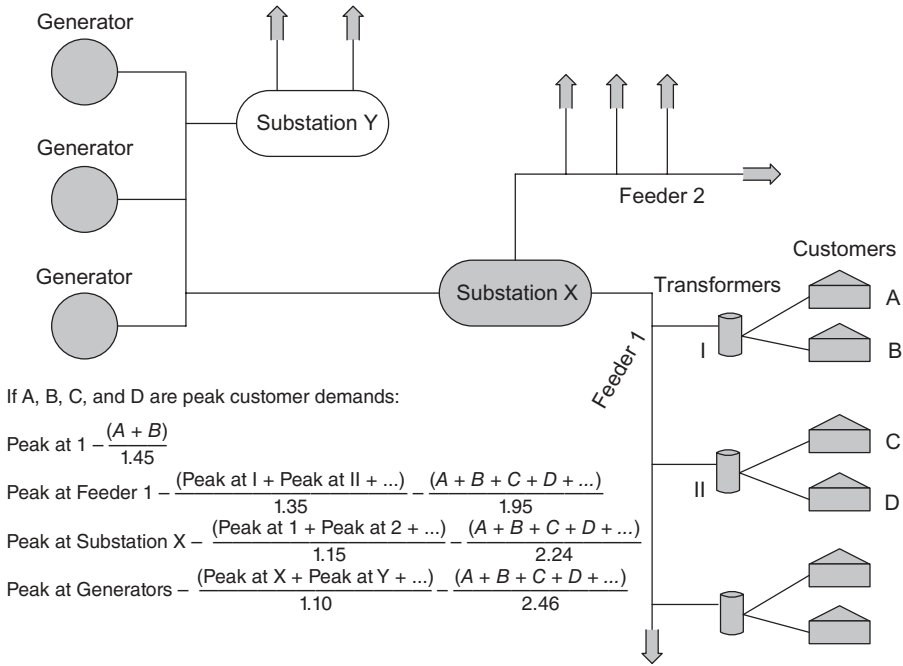 Generator
Substation Y
Generator
Feeder 2
Generator
Substation X
Transformers
Customers
A
I
B
Feeder 1
C
II
D
If A, B, C, and D are peak customer demands:
Peak at 1 – (A + B) / 1.45
Peak at Feeder 1 – (Peak at I + Peak at II + ...) / 1.35 – (A + B + C + D + ...) / 1.95
Peak at Substation X – (Peak at 1 + Peak at 2 + ...) / 1.15 – (A + B + C + D + ...) / 2.24
Peak at Generators – (Peak at X + Peak at Y + ...) / 1.10 – (A + B + C + D + ...) / 2.46